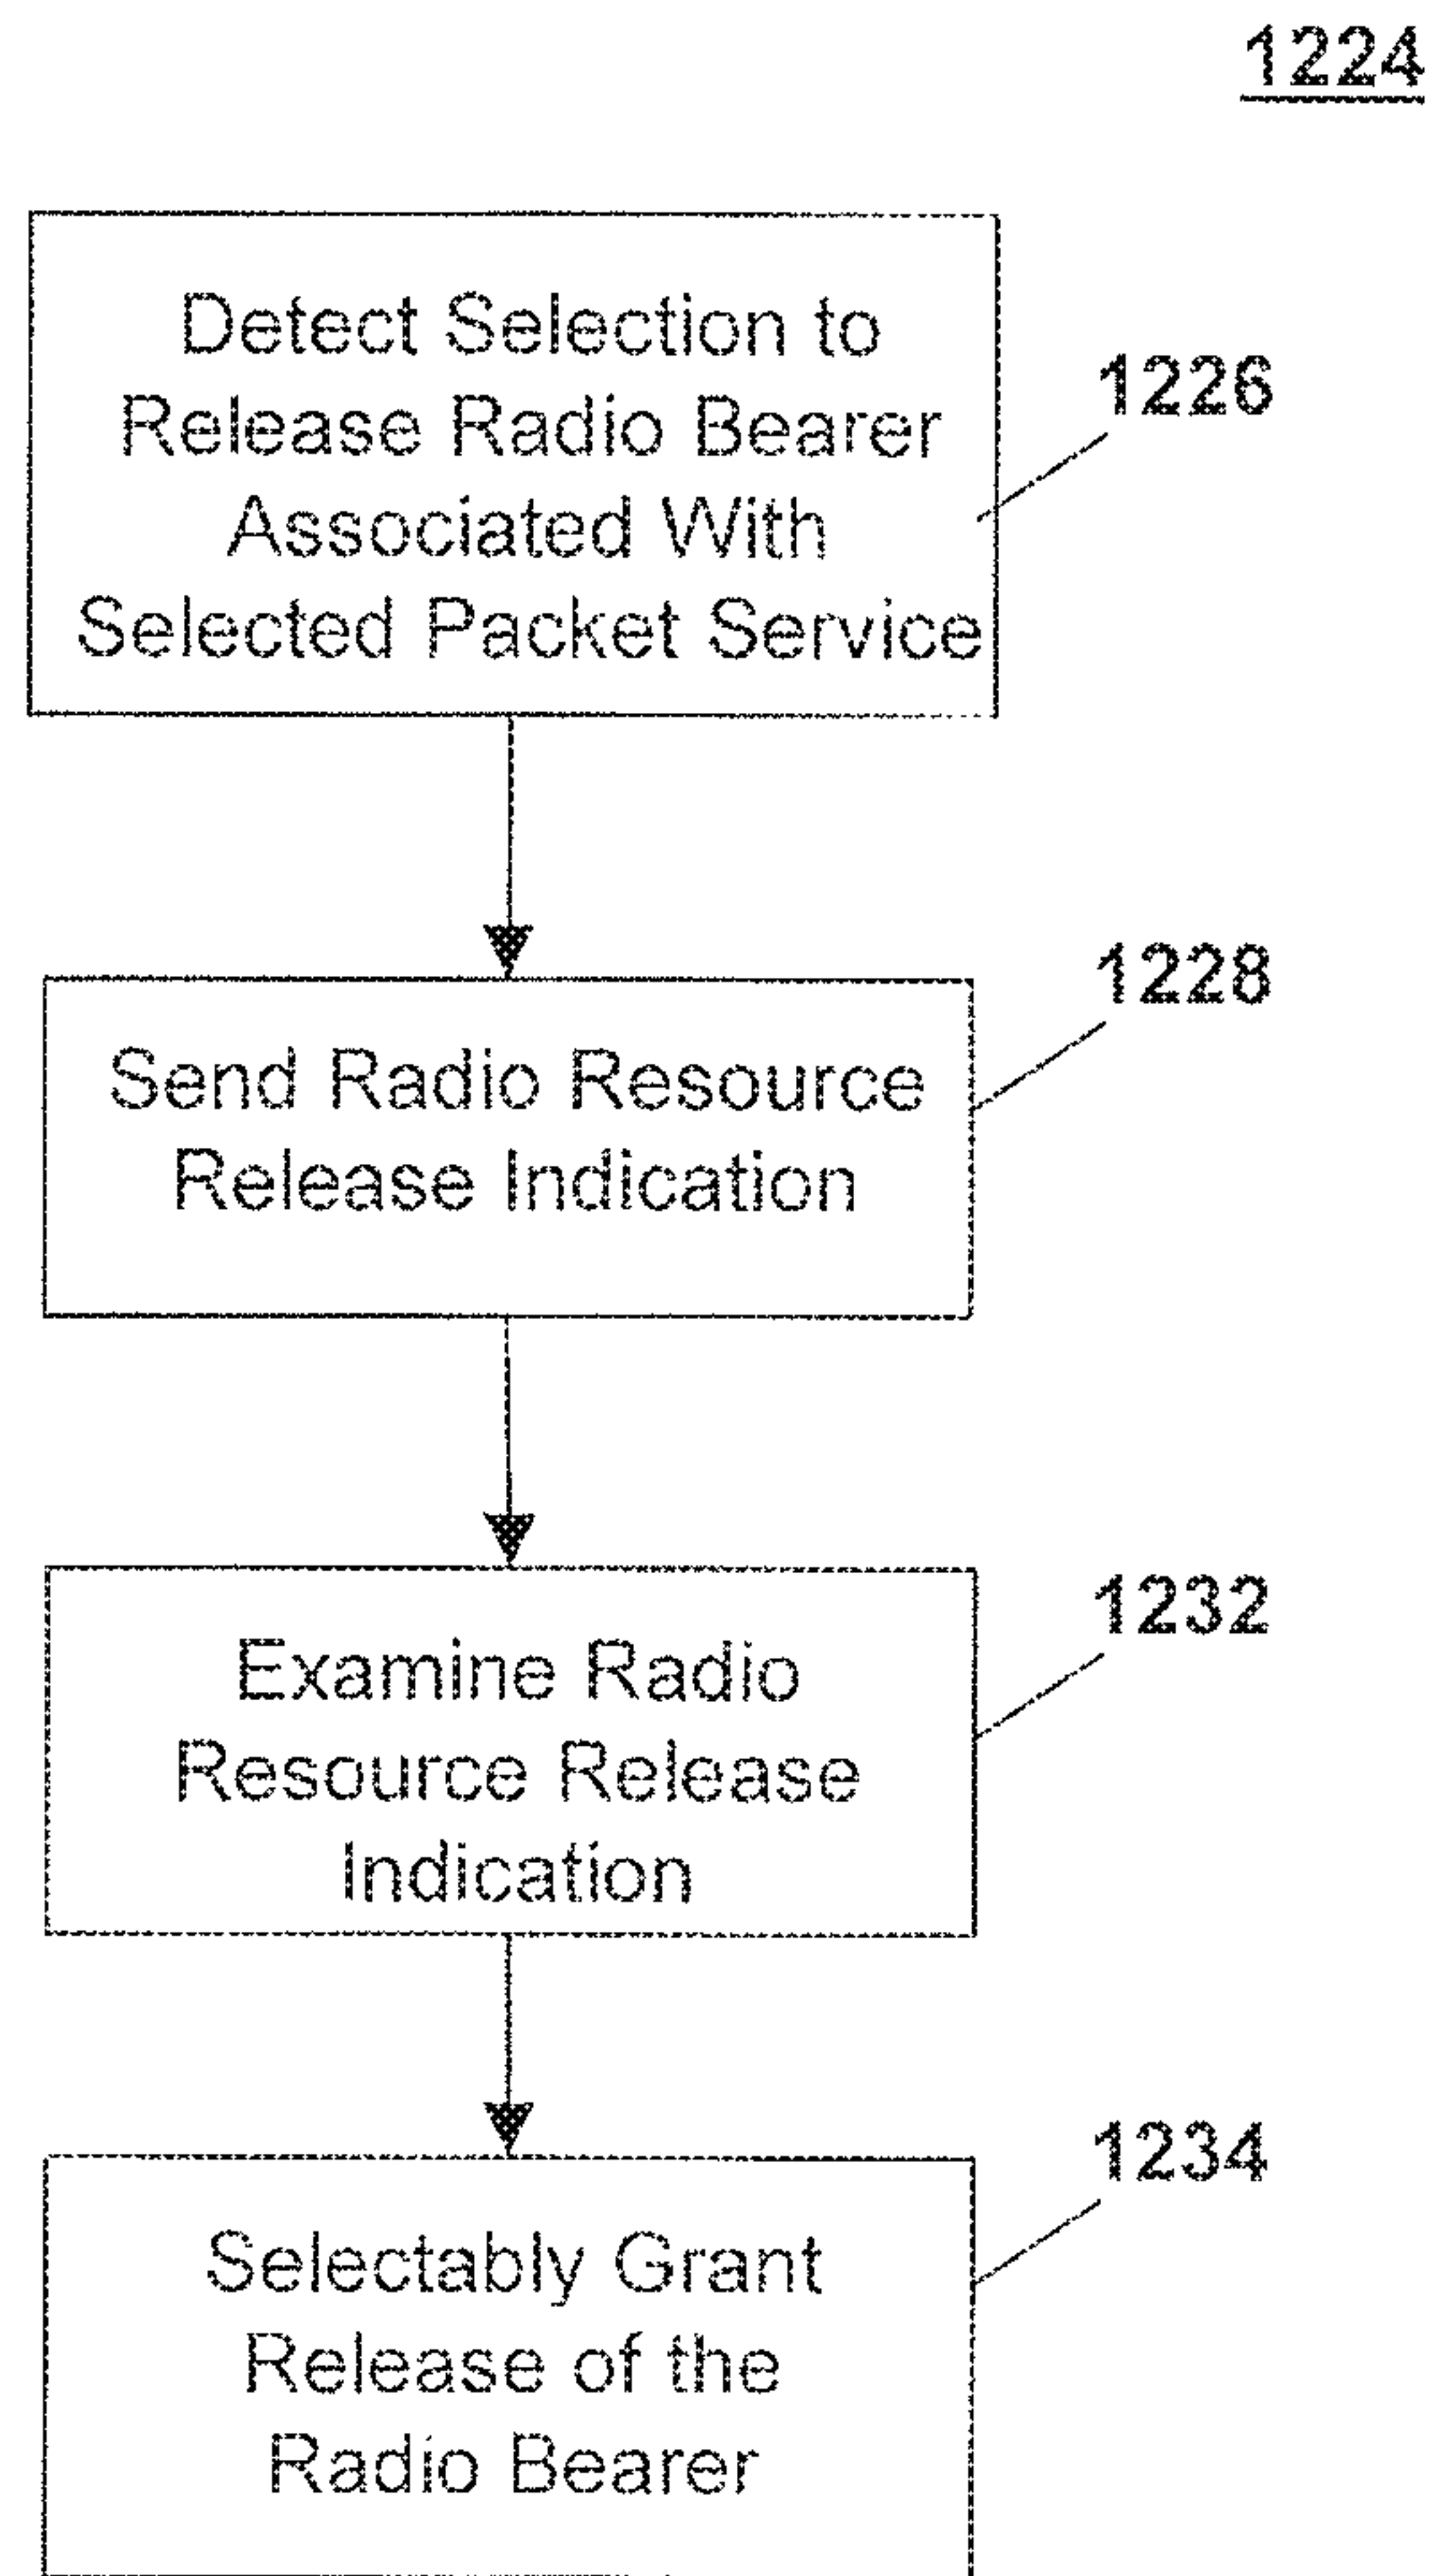 1224
Detect Selection to
Release Radio Bearer
Associated With
Selected Packet Service
1226
Send Radio Resource
Release Indication
1228
Examine Radio
Resource Release
Indication
1232
Selectably Grant
Release of the
Radio Bearer
1234